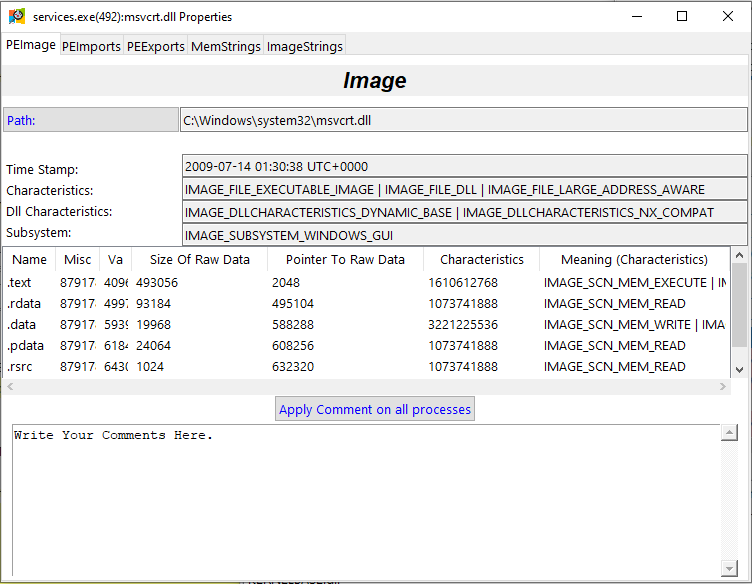 services.exe(492):msvcrt.dll Properties
PEImage PEImports PEExports MemStrings ImageStrings
Image
Path: C:\Windows\system32\msvcrt.dll
Time Stamp: 2009-07-14 01:30:38 UTC+0000
Characteristics: IMAGE_FILE_EXECUTABLE_IMAGE | IMAGE_FILE_DLL | IMAGE_FILE_LARGE_ADDRESS_AWARE
Dll Characteristics: IMAGE_DLLCHARACTERISTICS_DYNAMIC_BASE | IMAGE_DLLCHARACTERISTICS_NX_COMPAT
Subsystem: IMAGE_SUBSYSTEM_WINDOWS_GUI
Name Misc Va Size Of Raw Data Pointer To Raw Data Characteristics Meaning (Characteristics)
.text 87917 4096 493056 2048 1610612768 IMAGE_SCN_MEM_EXECUTE |
.rdata 87917 4997 93184 495104 1073741888 IMAGE_SCN_MEM_READ
.data 87917 5939 19968 588288 3221225536 IMAGE_SCN_MEM_WRITE | IMA
.pdata 87917 6184 24064 608256 1073741888 IMAGE_SCN_MEM_READ
.rsrc 87917 6430 1024 632320 1073741888 IMAGE_SCN_MEM_READ
Apply Comment on all processes
Write Your Comments Here.